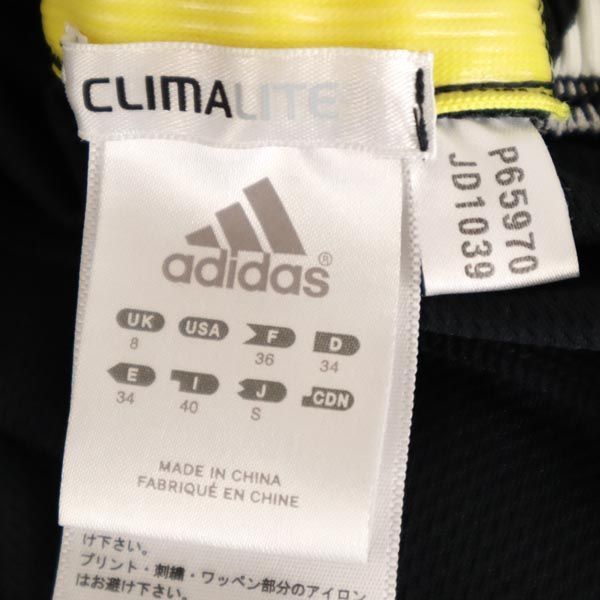 CLIMALITE
adidas®
UK USA F D
8 36 34
E I J CDN
34 40 S
MADE IN CHINA
FABRIQUÉ EN CHINE
け下さい。
プリント・刺繍・ワッペン部分のアイロン
はお避け下さい。
P65970
JD1039